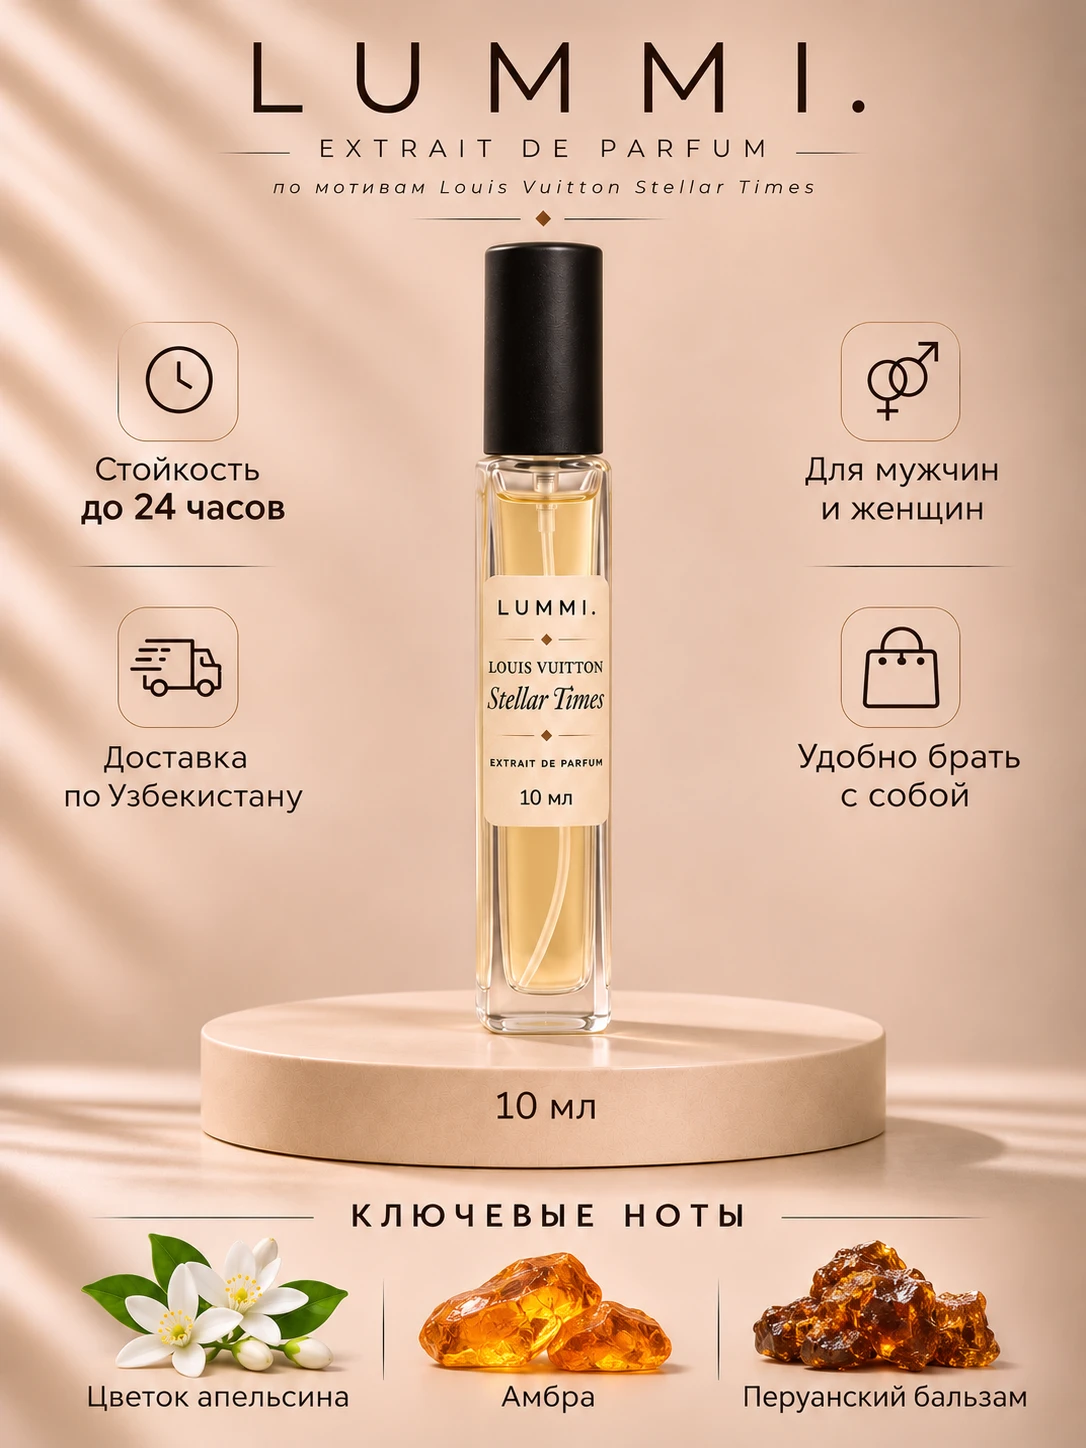 LUMMI.
EXTRAIT DE PARFUM
по мотивам Louis Vuitton Stellar Times
Стойкость
до 24 часов
Для мужчин
и женщин
Доставка
по Узбекистану
Удобно брать
с собой
LUMMI.
LOUIS VUITTON
Stellar Times
EXTRAIT DE PARFUM
10 мл
10 мл
КЛЮЧЕВЫЕ НОТЫ
Цветок апельсина
Амбра
Перуанский бальзам